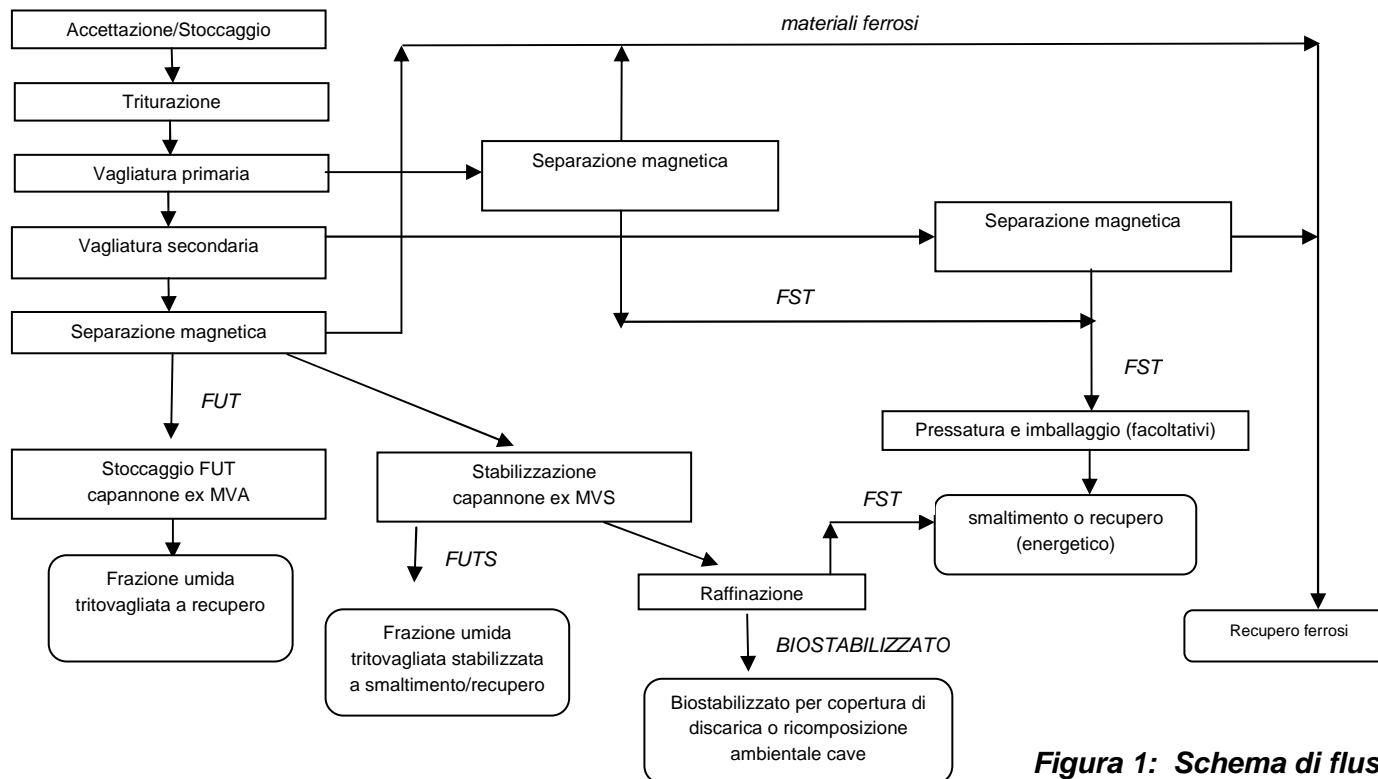 Accettazione/Stoccaggio
materiali ferrosi
Triturazione
Vagliatura primaria
Separazione magnetica
Vagliatura secondaria
Separazione magnetica
Separazione magnetica
FST
FST
FUT
Pressatura e imballaggio (facoltativi)
Stoccaggio FUT
capannone ex MVA
Stabilizzazione
capannone ex MVS
FST
smaltimento o recupero
(energetico)
FUTS
Frazione umida
tritovagliata a recupero
Raffinazione
Frazione umida
tritovagliata stabilizzata
a smaltimento/recupero
BIOSTABILIZZATO
Recupero ferrosi
Biostabilizzato per copertura di
discarica o ricomposizione
ambientale cave
Figura 1: Schema di flus